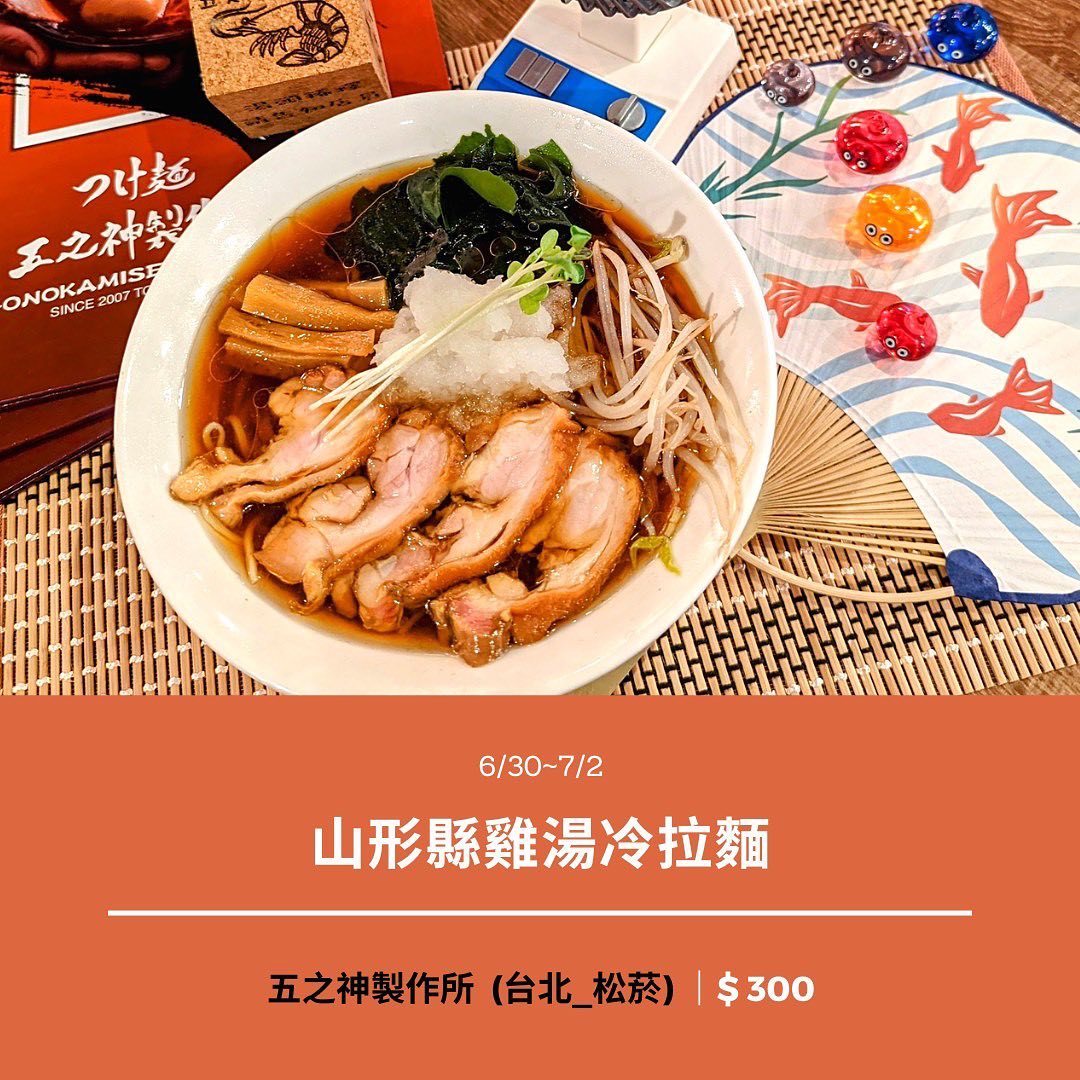 つけ麺
五之神製作
ONOKAMISE
SINCE 2007 TO
6/30~7/2
山形縣雞湯冷拉麵
五之神製作所 (台北_松菸)｜$ 300